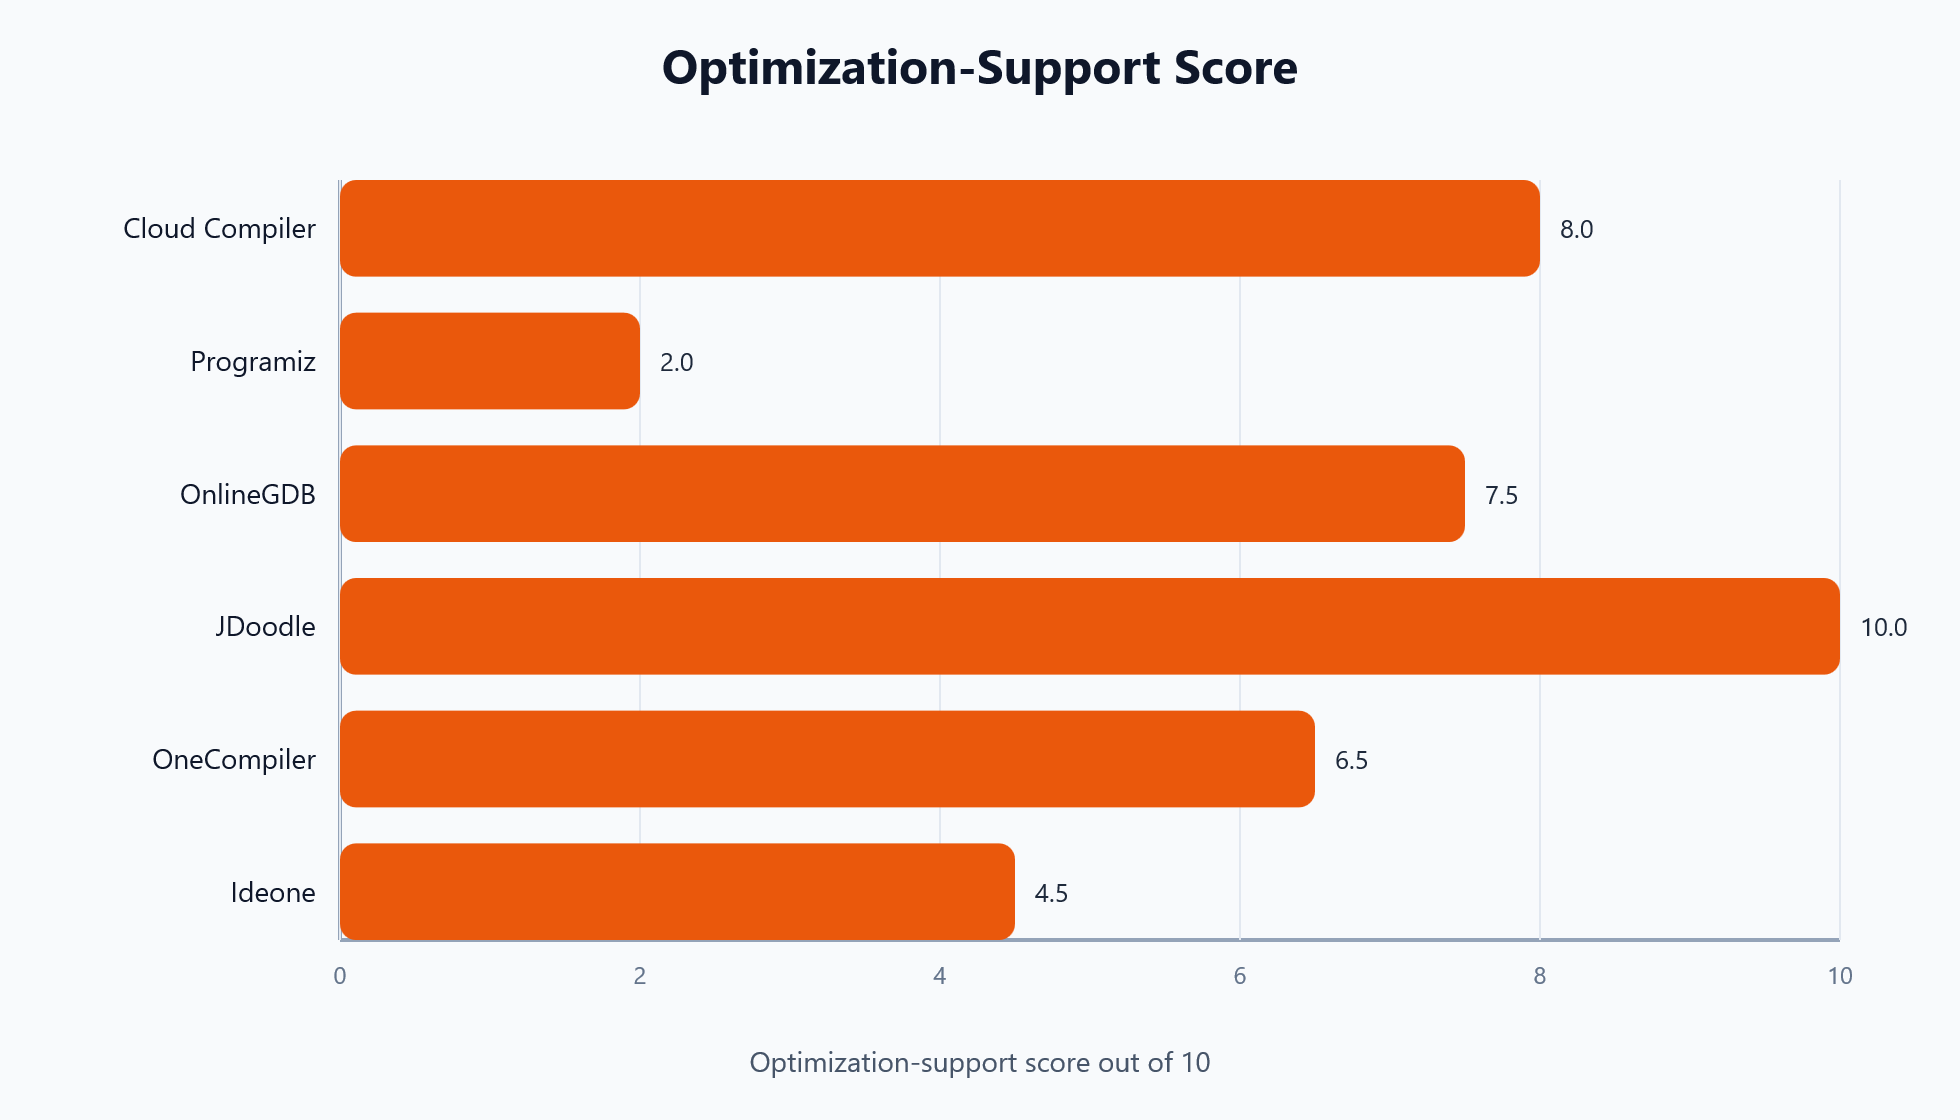 Optimization-Support Score
Cloud Compiler 8.0
Programiz 2.0
OnlineGDB 7.5
JDoodle 10.0
OneCompiler 6.5
Ideone 4.5
0 2 4 6 8 10
Optimization-support score out of 10